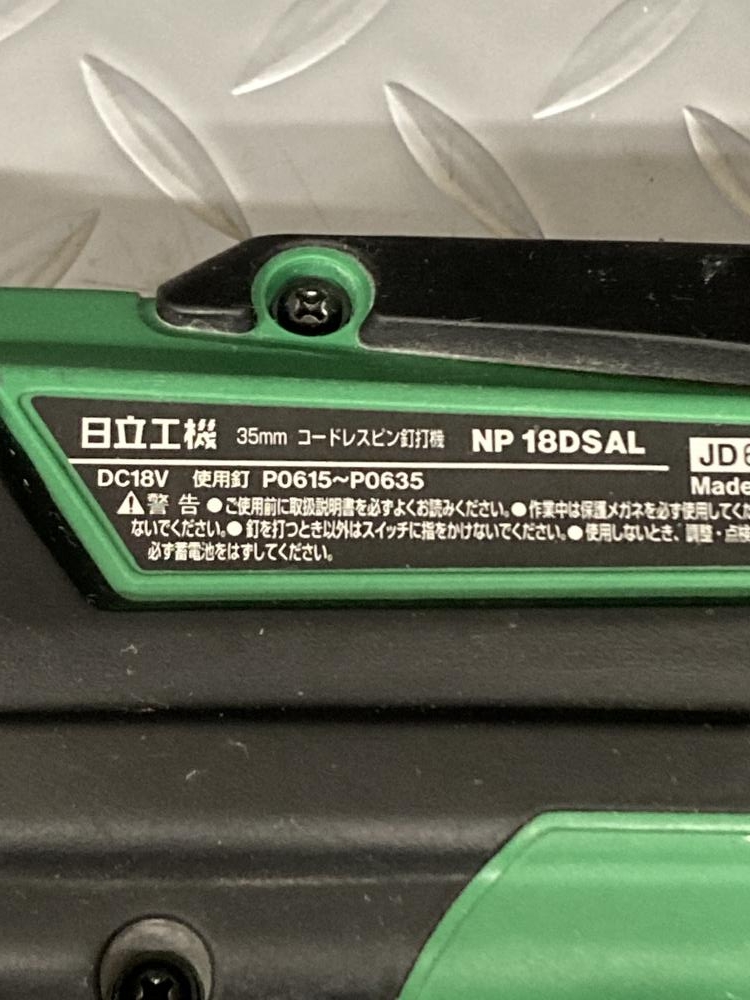 日立工機 35mm コードレスピン釘打機 NP 18DSAL JD6
DC18V 使用釘 P0615～P0635 Made
⚠警告 ●ご使用前に取扱説明書を必ずよくお読みください。●作業中は保護メガネを必ず使用してくだ
ないでください。●釘を打つとき以外はスイッチに指をかけないでください。●使用しないとき、調整・点検
必ず蓄電池をはずしてください。